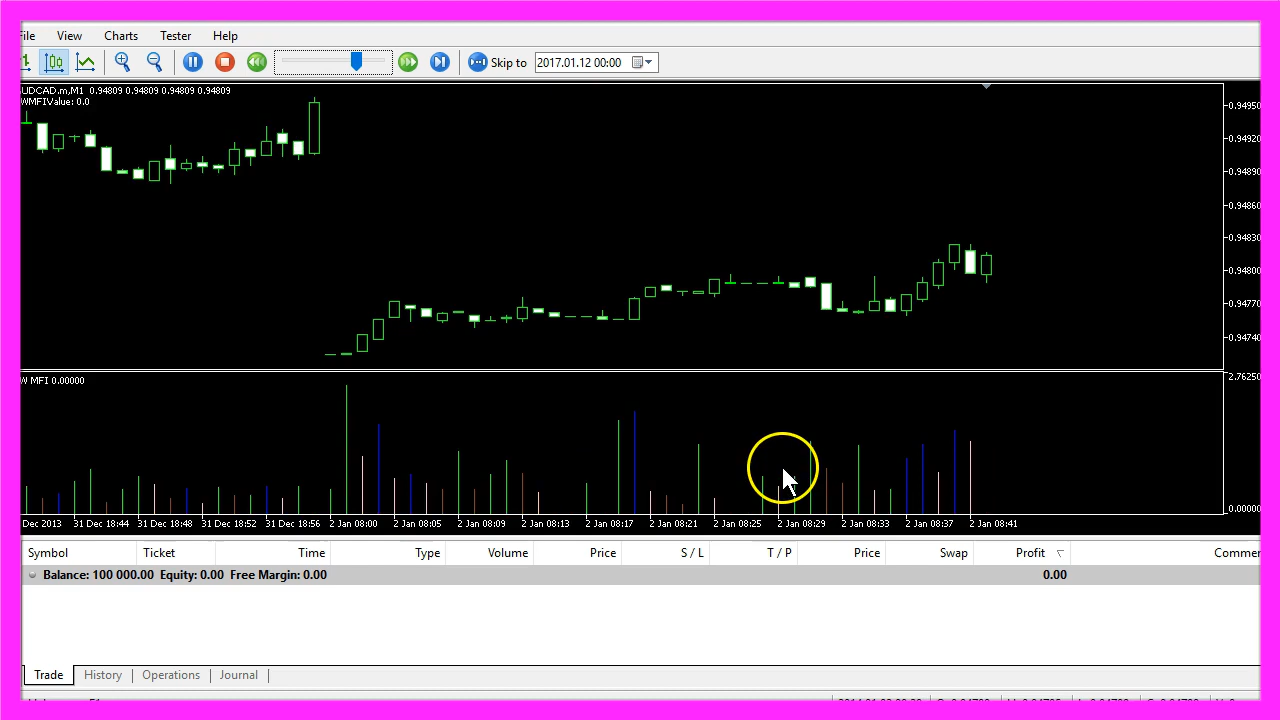 ile View Charts Tester Help
Skip to 2017.01.12 00:00
UDCAD.m,M1 0.94809 0.94809 0.94809 0.94809
WMFIValue: 0.0
0.94950
0.94920
0.94890
0.94860
0.94830
0.94800
0.94770
0.94740
W MFI 0.00000
2.76250
0.00000
Dec 2013 31 Dec 18:44 31 Dec 18:48 31 Dec 18:52 31 Dec 18:56 2 Jan 08:00 2 Jan 08:05 2 Jan 08:09 2 Jan 08:13 2 Jan 08:17 2 Jan 08:21 2 Jan 08:25 2 Jan 08:29 2 Jan 08:33 2 Jan 08:37 2 Jan 08:41
Symbol Ticket Time Type Volume Price S / L T / P Price Swap Profit Commer
Balance: 100 000.00 Equity: 0.00 Free Margin: 0.00 0.00
Trade History Operations Journal